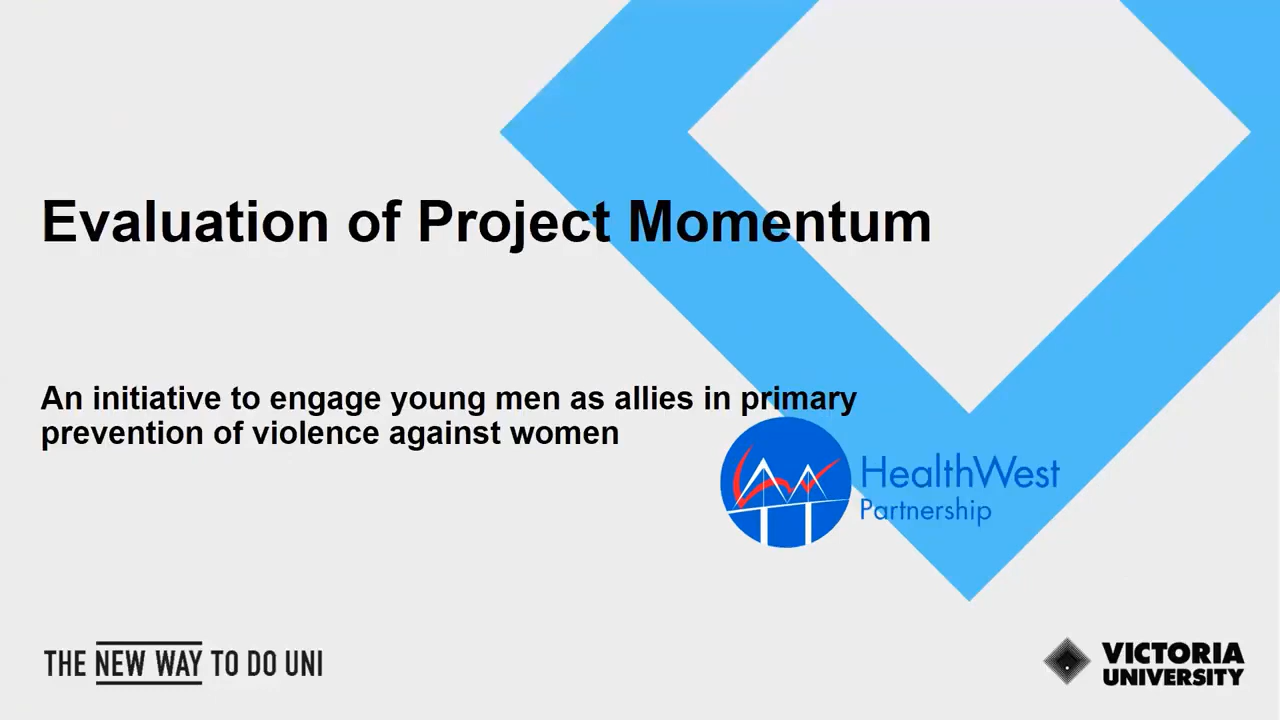 Evaluation of Project Momentum
An initiative to engage young men as allies in primary
prevention of violence against women
HealthWest
Partnership
THE NEW WAY TO DO UNI
VICTORIA
UNIVERSITY